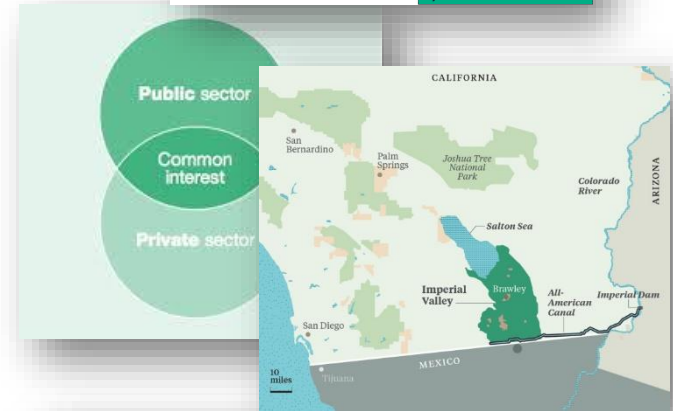 Public sector
Common
interest
Private sector
CALIFORNIA
San
Bernardino
Palm
Springs
Joshua Tree
National
Park
Colorado
River
ARIZONA
Salton Sea
Imperial
Valley
Brawley
All-
American
Canal
Imperial Dam
San Diego
MEXICO
10
miles
Tijuana